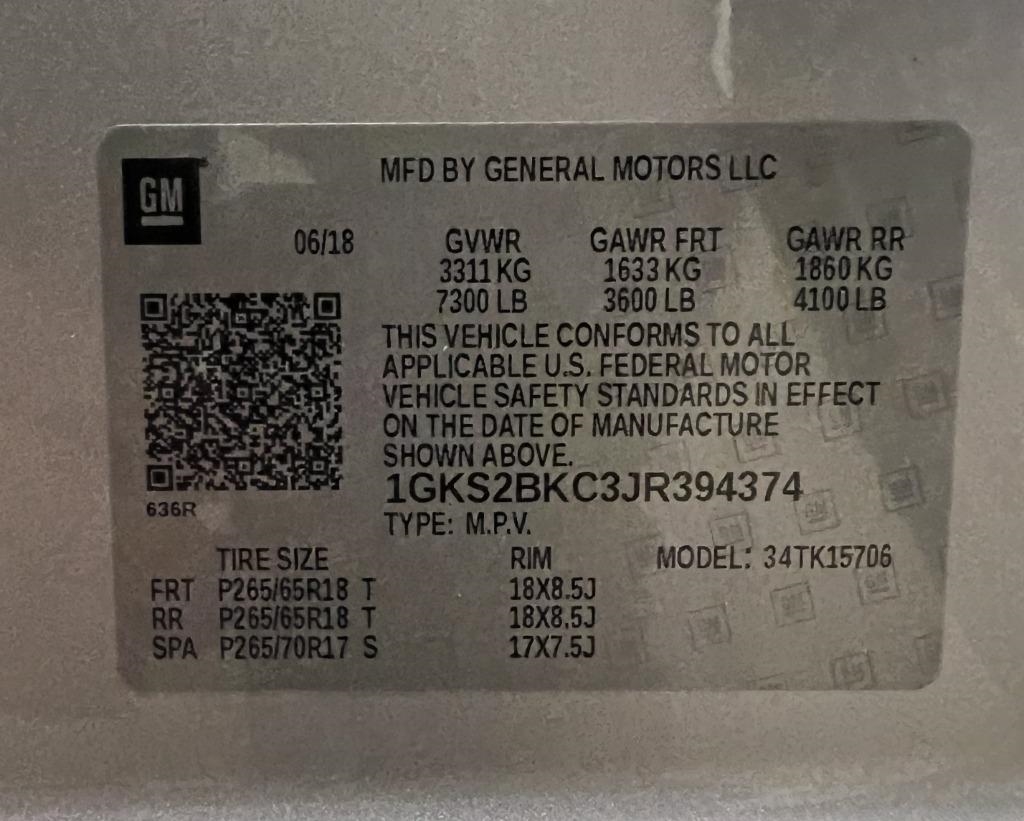 GM
MFD BY GENERAL MOTORS LLC
06/18 GVWR GAWR FRT GAWR RR
3311 KG 1633 KG 1860 KG
7300 LB 3600 LB 4100 LB
THIS VEHICLE CONFORMS TO ALL
APPLICABLE U.S. FEDERAL MOTOR
VEHICLE SAFETY STANDARDS IN EFFECT
ON THE DATE OF MANUFACTURE
SHOWN ABOVE.
1GKS2BKC3JR394374
636R
TYPE: M.P.V.
TIRE SIZE RIM MODEL: 34TK15706
FRT P265/65R18 T 18X8.5J
RR P265/65R18 T 18X8.5J
SPA P265/70R17 S 17X7.5J